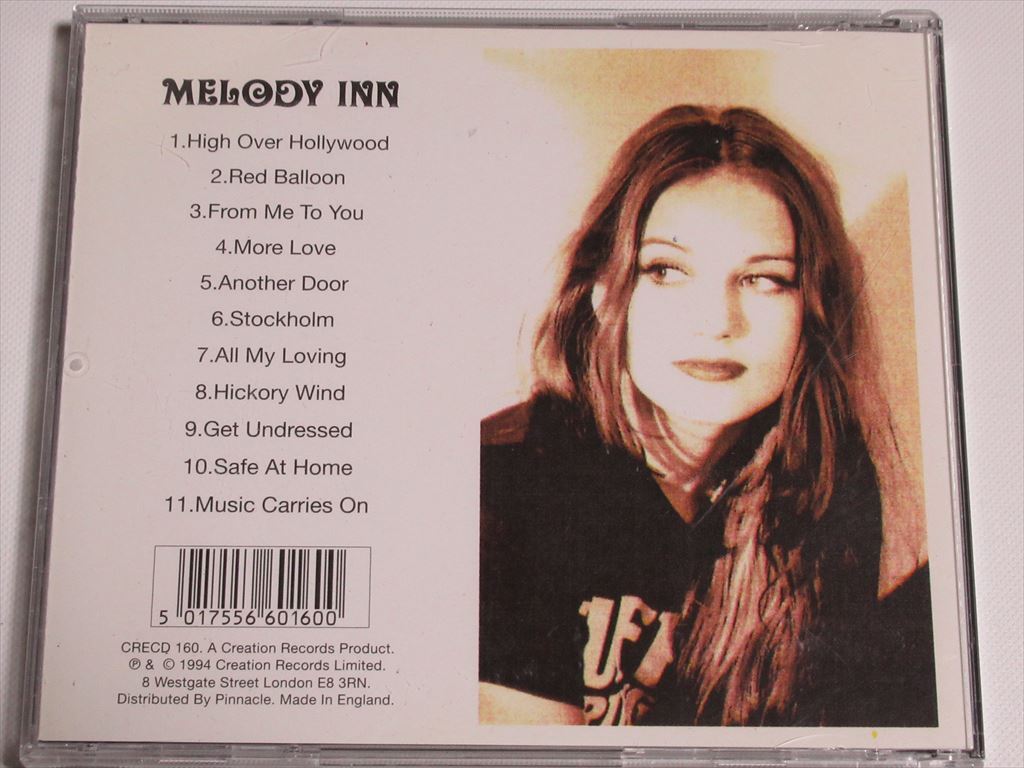 MELODY INN
1.High Over Hollywood
2.Red Balloon
3.From Me To You
4.More Love
5.Another Door
6.Stockholm
7.All My Loving
8.Hickory Wind
9.Get Undressed
10.Safe At Home
11.Music Carries On
5 017556 601600
CRECD 160. A Creation Records Product.
℗ & © 1994 Creation Records Limited.
8 Westgate Street London E8 3RN.
Distributed By Pinnacle. Made In England.